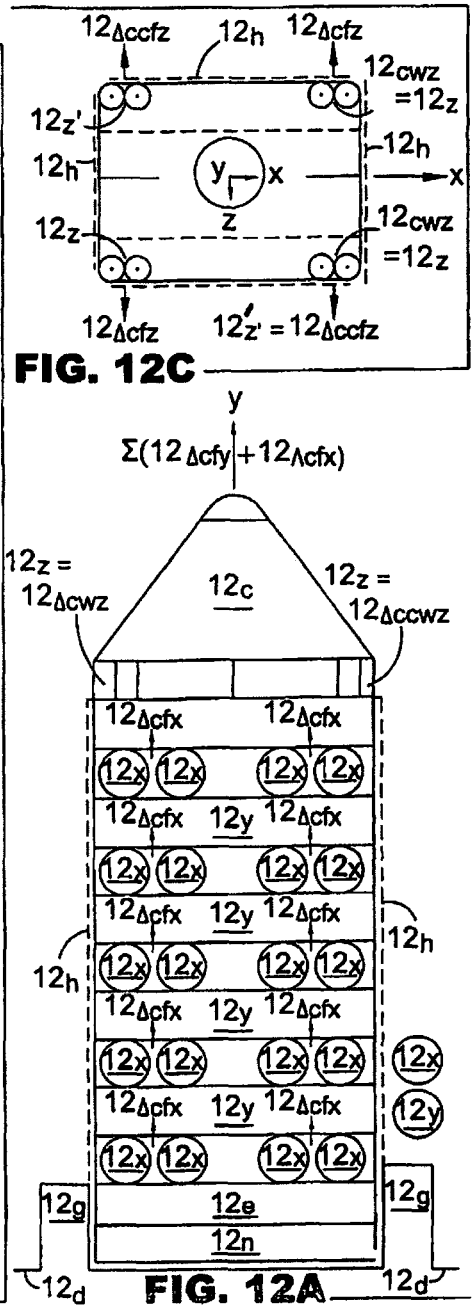 12Δccfz 12h 12Δcfz
12z' 12cwz
=12z
12h y x 12h x
z
12z 12cwz
=12z
12Δcfz 12z'' = 12Δccfz
FIG. 12C
y
Σ(12Δcfy + 12Λcfx)
12z =
12Δcwz
12c
12z =
12Δccwz
12Δcfx 12Δcfx
12x 12x 12x 12x
12Δcfx 12y 12Δcfx
12x 12x 12x 12x
12Δcfx 12y 12Δcfx
12h 12x 12x 12x 12x 12h
12Δcfx 12y 12Δcfx
12x 12x 12x 12x 12x
12Δcfx 12y 12Δcfx 12y
12x 12x 12x 12x
12g 12e 12g
12n
12d FIG. 12A 12d